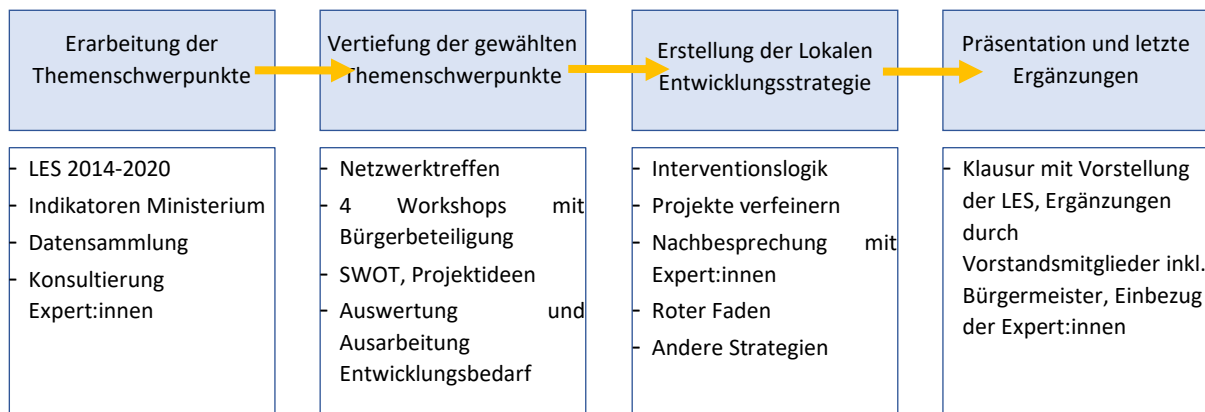 Erarbeitung der
Themenschwerpunkte
Vertiefung der gewählten
Themenschwerpunkte
Erstellung der Lokalen
Entwicklungsstrategie
Präsentation und letzte
Ergänzungen
- LES 2014-2020
- Indikatoren Ministerium
- Datensammlung
- Konsultierung
Expert:innen
- Netzwerktreffen
- 4 Workshops mit
Bürgerbeteiligung
- SWOT, Projektideen
- Auswertung und
Ausarbeitung
Entwicklungsbedarf
- Interventionslogik
- Projekte verfeinern
- Nachbesprechung mit
Expert:innen
- Roter Faden
- Andere Strategien
- Klausur mit Vorstellung
der LES, Ergänzungen
durch
Vorstandsmitglieder inkl.
Bürgermeister, Einbezug
der Expert:innen